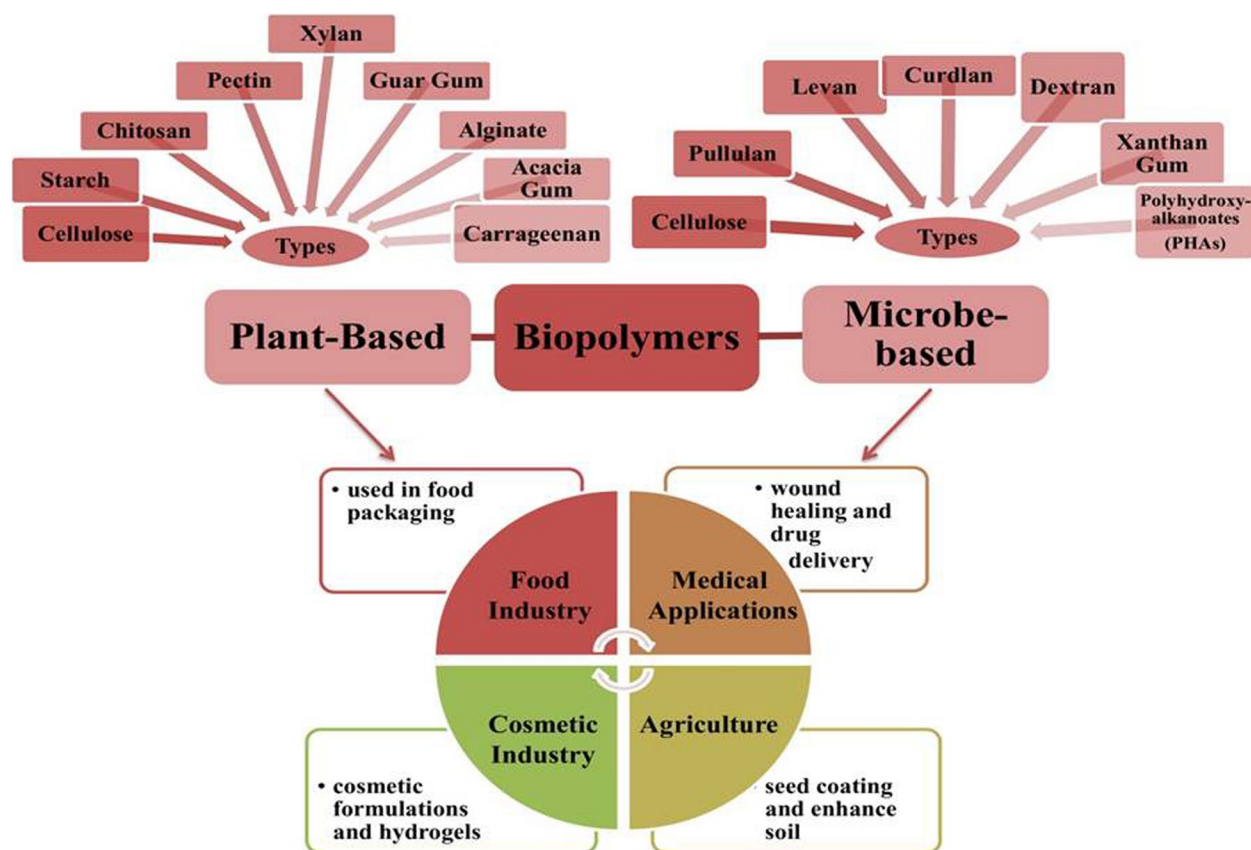 Xylan
Pectin
Guar Gum
Chitosan
Alginate
Starch
Acacia
Gum
Cellulose
Carrageenan
Types
Levan
Curdlan
Dextran
Pullulan
Xanthan
Gum
Cellulose
Polyhydroxy-
alkanoates
(PHAs)
Types
Plant-Based
Biopolymers
Microbe-
based
• used in food
packaging
• wound
healing and
drug
delivery
Food
Industry
Medical
Applications
Cosmetic
Industry
Agriculture
• cosmetic
formulations
and hydrogels
• seed coating
and enhance
soil